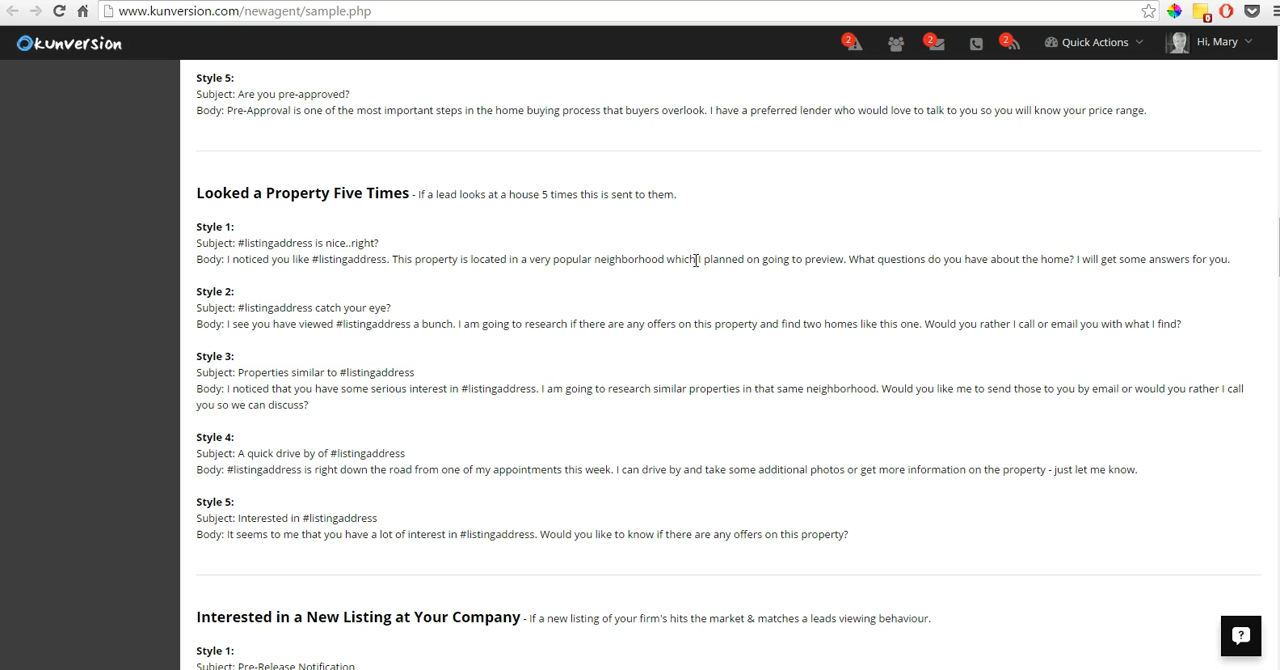 www.kunversion.com/newagent/sample.php
0
kunversion
2
2
2
Quick Actions
Hi, Mary
Style 5:
Subject: Are you pre-approved?
Body: Pre-Approval is one of the most important steps in the home buying process that buyers overlook. I have a preferred lender who would love to talk to you so you will know your price range.
Looked a Property Five Times - If a lead looks at a house 5 times this is sent to them.
Style 1:
Subject: #listingaddress is nice..right?
Body: I noticed you like #listingaddress. This property is located in a very popular neighborhood which I planned on going to preview. What questions do you have about the home? I will get some answers for you.
Style 2:
Subject: #listingaddress catch your eye?
Body: I see you have viewed #listingaddress a bunch. I am going to research if there are any offers on this property and find two homes like this one. Would you rather I call or email you with what I find?
Style 3:
Subject: Properties similar to #listingaddress
Body: I noticed that you have some serious interest in #listingaddress. I am going to research similar properties in that same neighborhood. Would you like me to send those to you by email or would you rather I call
you so we can discuss?
Style 4:
Subject: A quick drive by of #listingaddress
Body: #listingaddress is right down the road from one of my appointments this week. I can drive by and take some additional photos or get more information on the property - just let me know.
Style 5:
Subject: Interested in #listingaddress
Body: It seems to me that you have a lot of interest in #listingaddress. Would you like to know if there are any offers on this property?
Interested in a New Listing at Your Company - If a new listing of your firm's hits the market & matches a leads viewing behaviour.
Style 1:
Subject: Pre-Release Notification